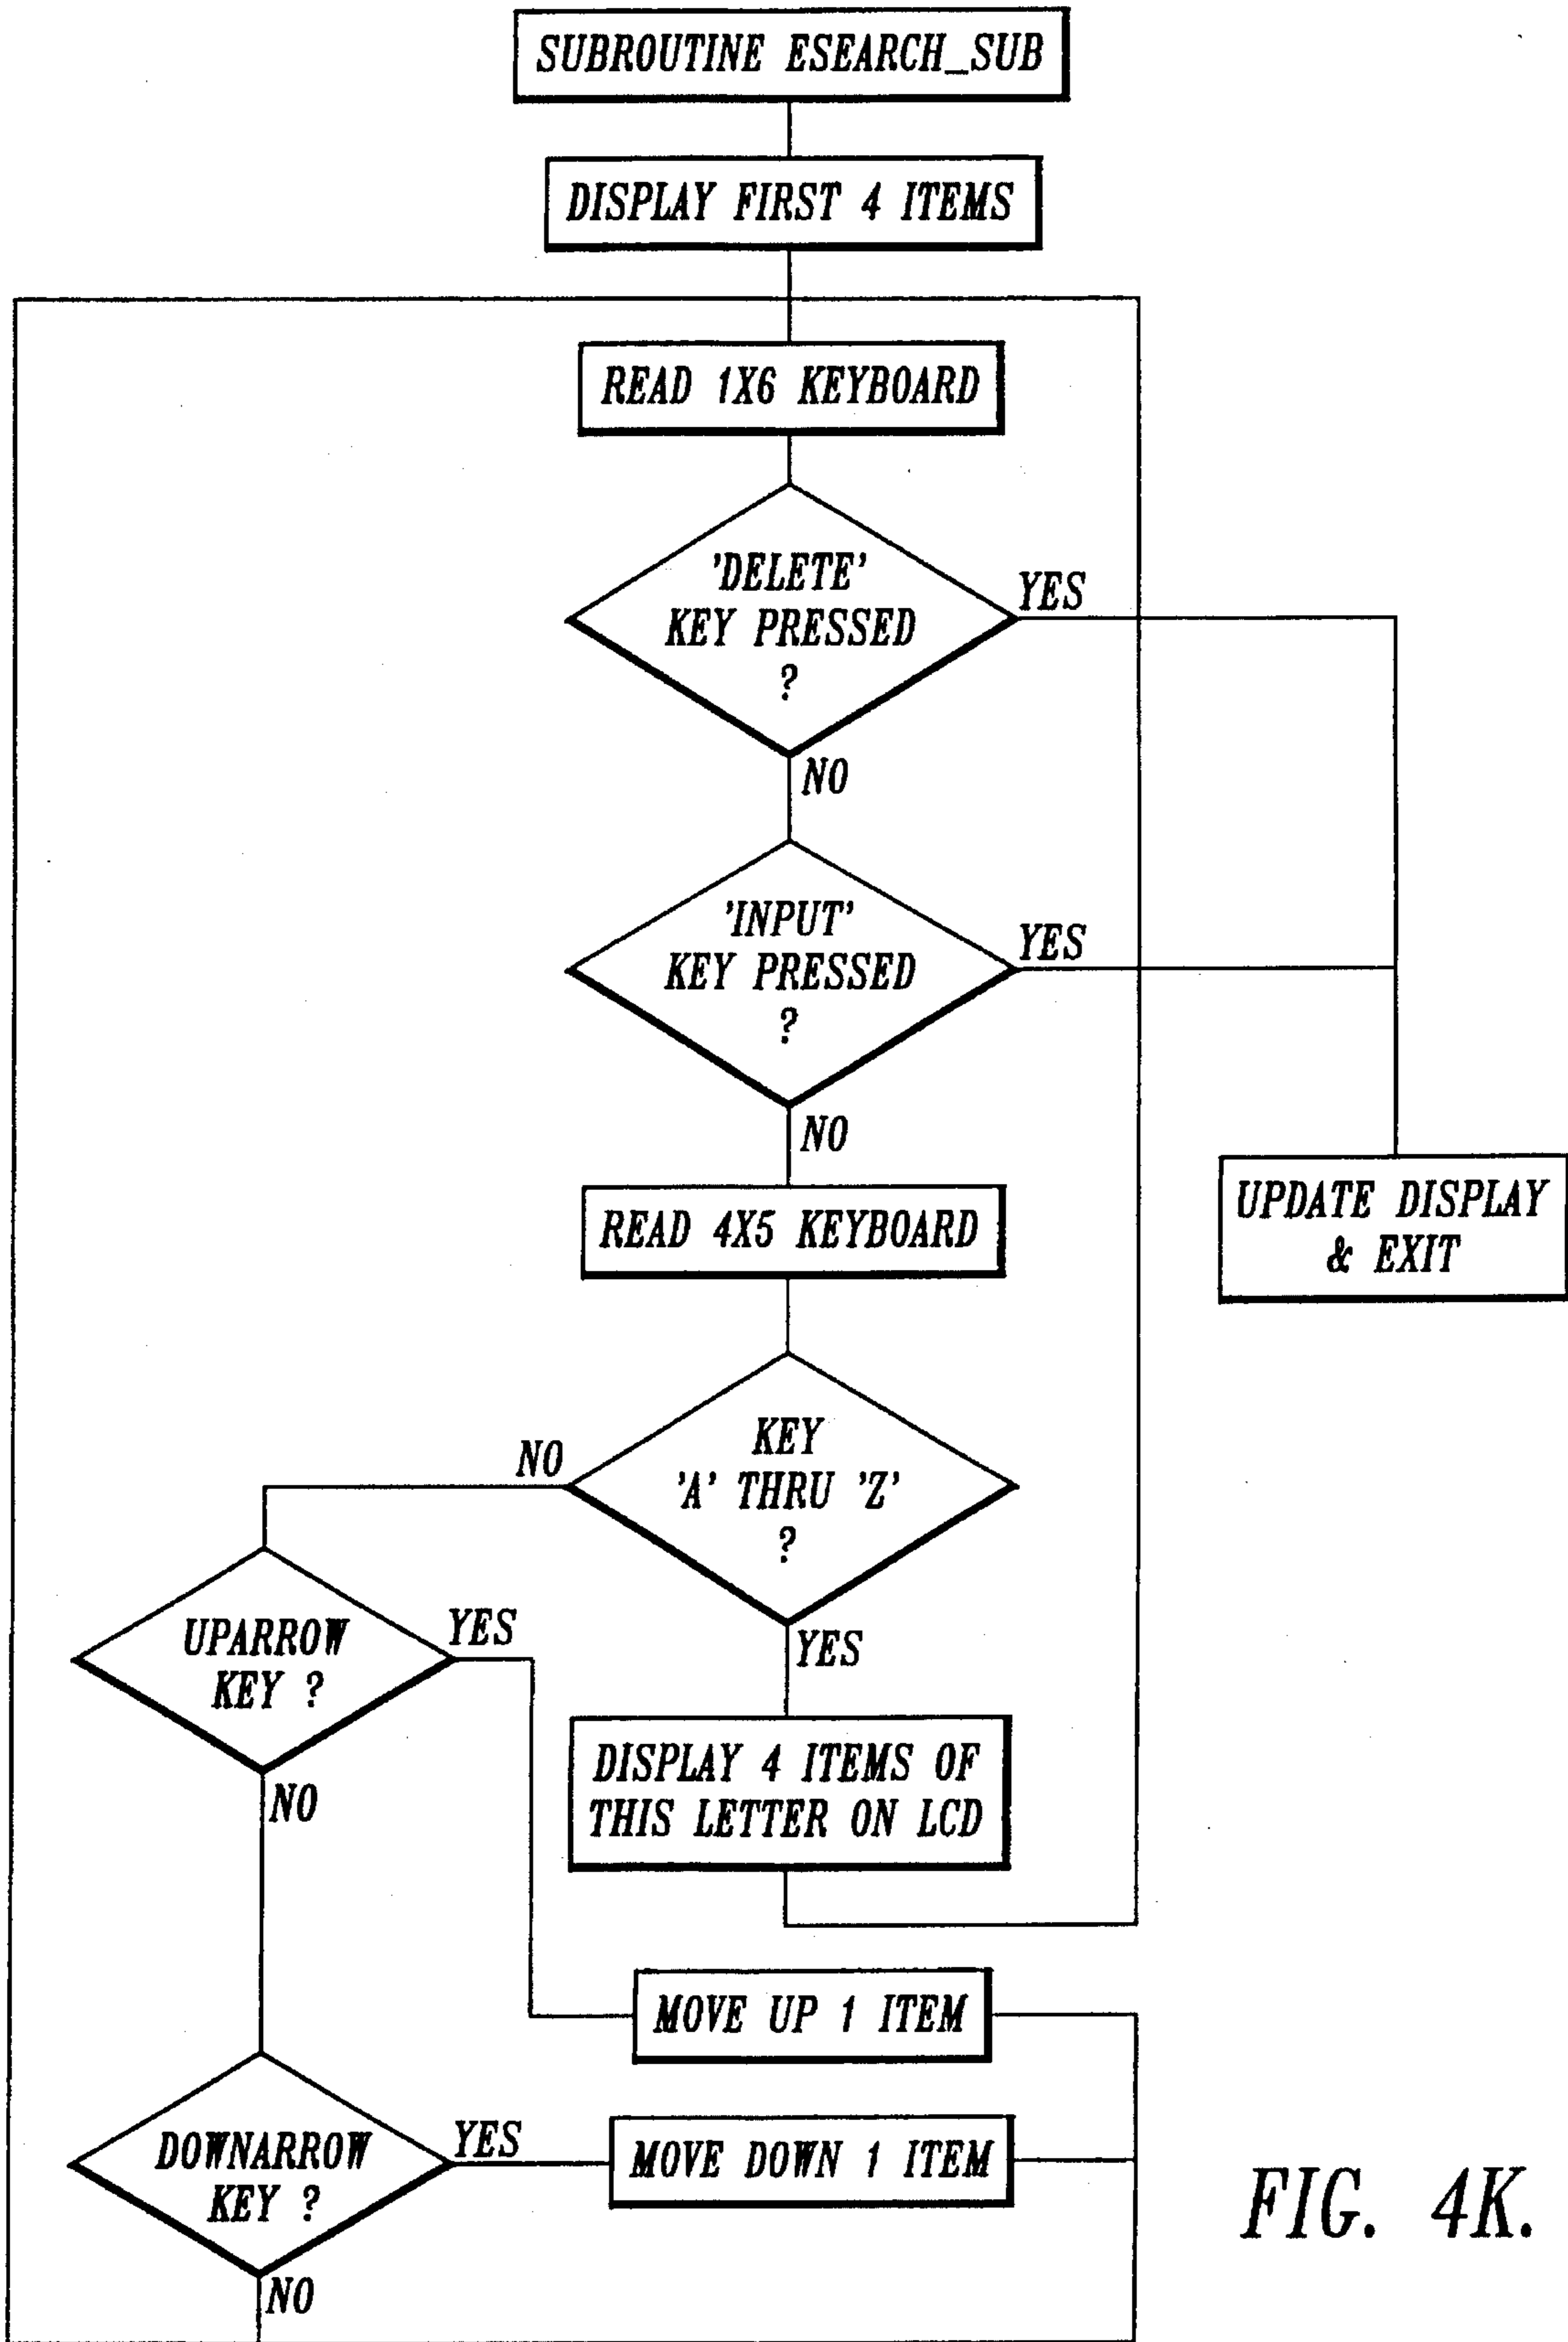 SUBROUTINE ESEARCH_SUB
DISPLAY FIRST 4 ITEMS
READ 1X6 KEYBOARD
'DELETE'
KEY PRESSED
?
YES
NO
'INPUT'
KEY PRESSED
?
YES
NO
READ 4X5 KEYBOARD
UPDATE DISPLAY
& EXIT
KEY
'A' THRU 'Z'
?
NO
YES
UPARROW
KEY ?
YES
NO
DISPLAY 4 ITEMS OF
THIS LETTER ON LCD
MOVE UP 1 ITEM
DOWNARROW
KEY ?
YES
MOVE DOWN 1 ITEM
NO
FIG. 4K.